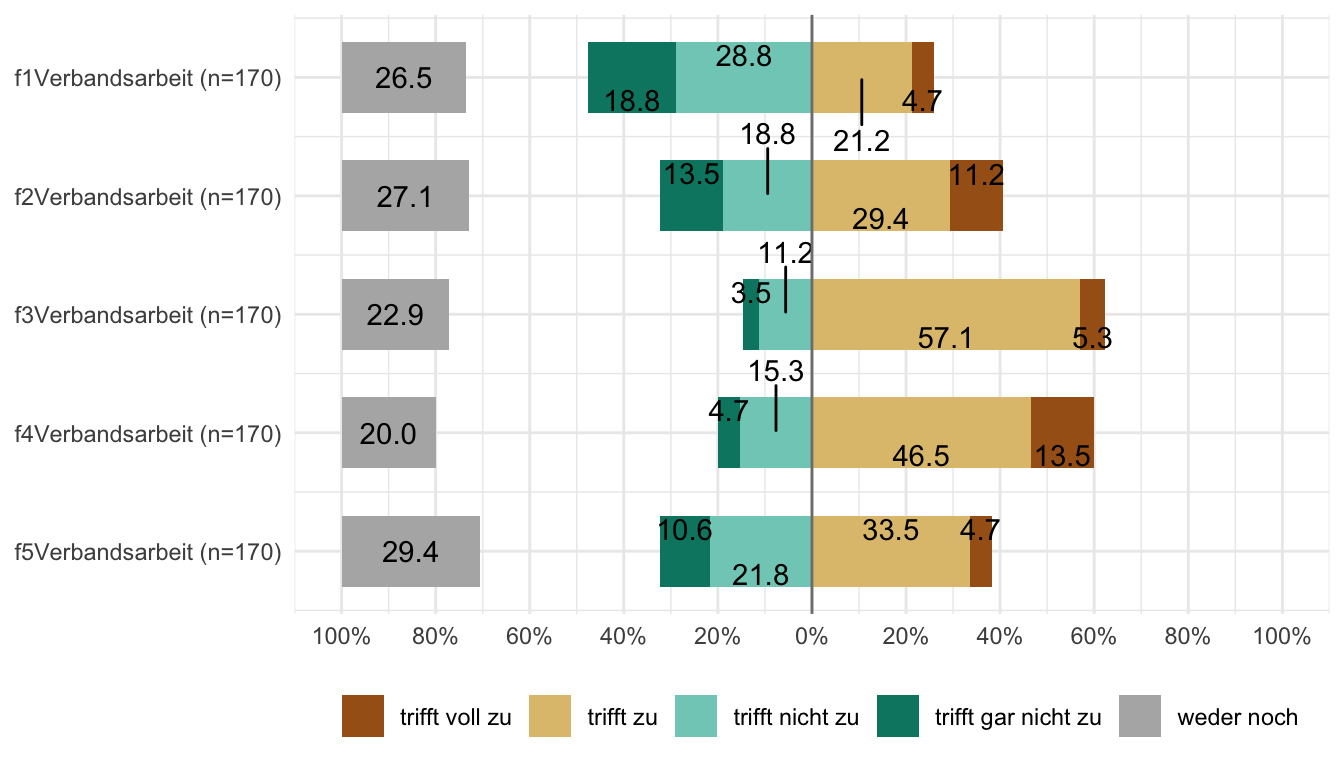 f1Verbandsarbeit (n=170) 26.5 18.8 28.8 21.2 4.7
f2Verbandsarbeit (n=170) 27.1 13.5 18.8 29.4 11.2
f3Verbandsarbeit (n=170) 22.9 3.5 11.2 57.1 5.3
f4Verbandsarbeit (n=170) 20.0 4.7 15.3 46.5 13.5
f5Verbandsarbeit (n=170) 29.4 10.6 21.8 33.5 4.7
100% 80% 60% 40% 20% 0% 20% 40% 60% 80% 100%
trifft voll zu trifft zu trifft nicht zu trifft gar nicht zu weder noch